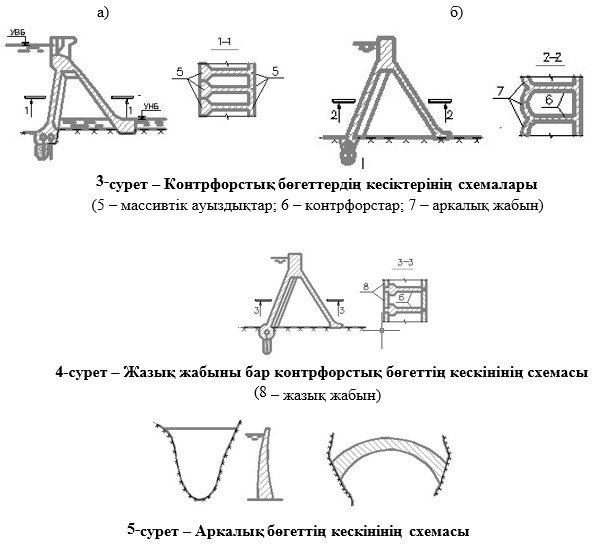 а) б)
УВБ 1–1 2–2
5 5 7 6
1 1 УНБ 2 2
3-сурет – Контрфорстық бөгеттердің кесіктерінің схемалары
(5 – массивтік ауыздықтар; 6 – контрфорстар; 7 – аркалық жабын)
3–3
8 6
3 3
4-сурет – Жазық жабыны бар контрфорстық бөгеттің кескінінің схемасы
(8 – жазық жабын)
5-сурет – Аркалық бөгеттің кескінінің схемасы